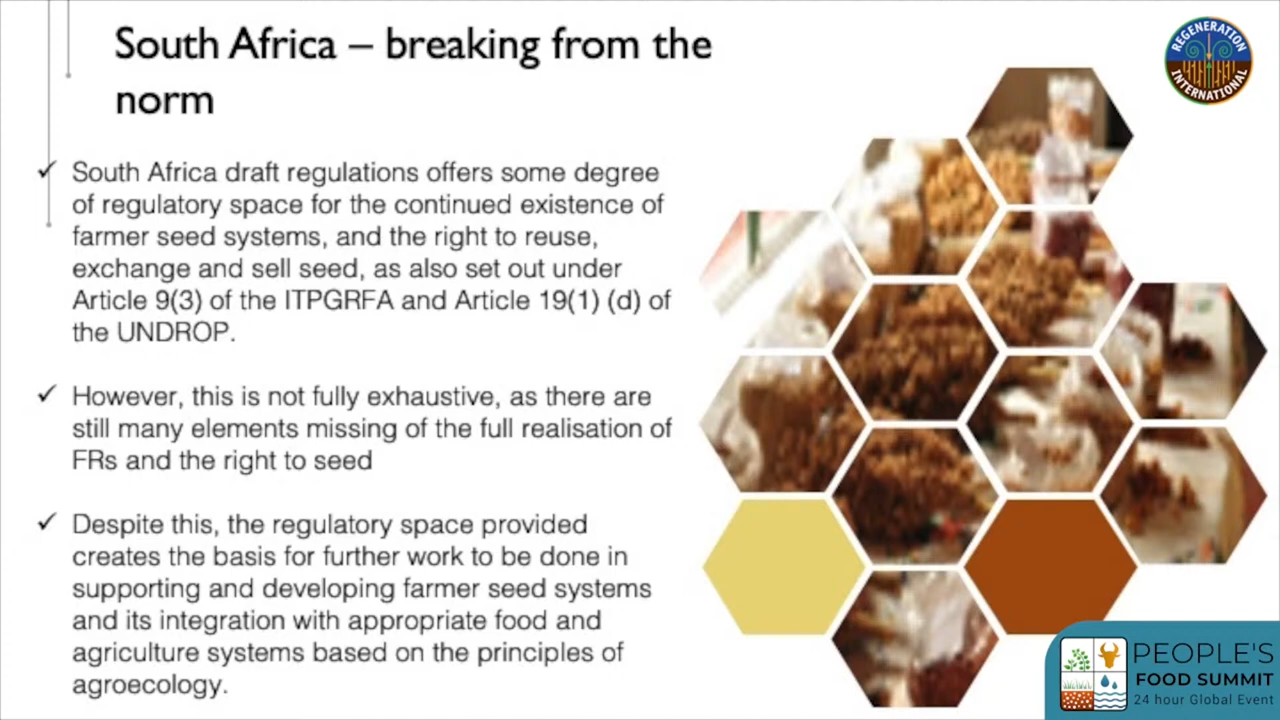 South Africa – breaking from the
norm
REGENERATION
INTERNATIONAL
✓ South Africa draft regulations offers some degree
of regulatory space for the continued existence of
farmer seed systems, and the right to reuse,
exchange and sell seed, as also set out under
Article 9(3) of the ITPGRFA and Article 19(1) (d) of
the UNDROP.
✓ However, this is not fully exhaustive, as there are
still many elements missing of the full realisation of
FRs and the right to seed
✓ Despite this, the regulatory space provided
creates the basis for further work to be done in
supporting and developing farmer seed systems
and its integration with appropriate food and
agriculture systems based on the principles of
agroecology.
PEOPLE'S
FOOD SUMMIT
24 hour Global Event